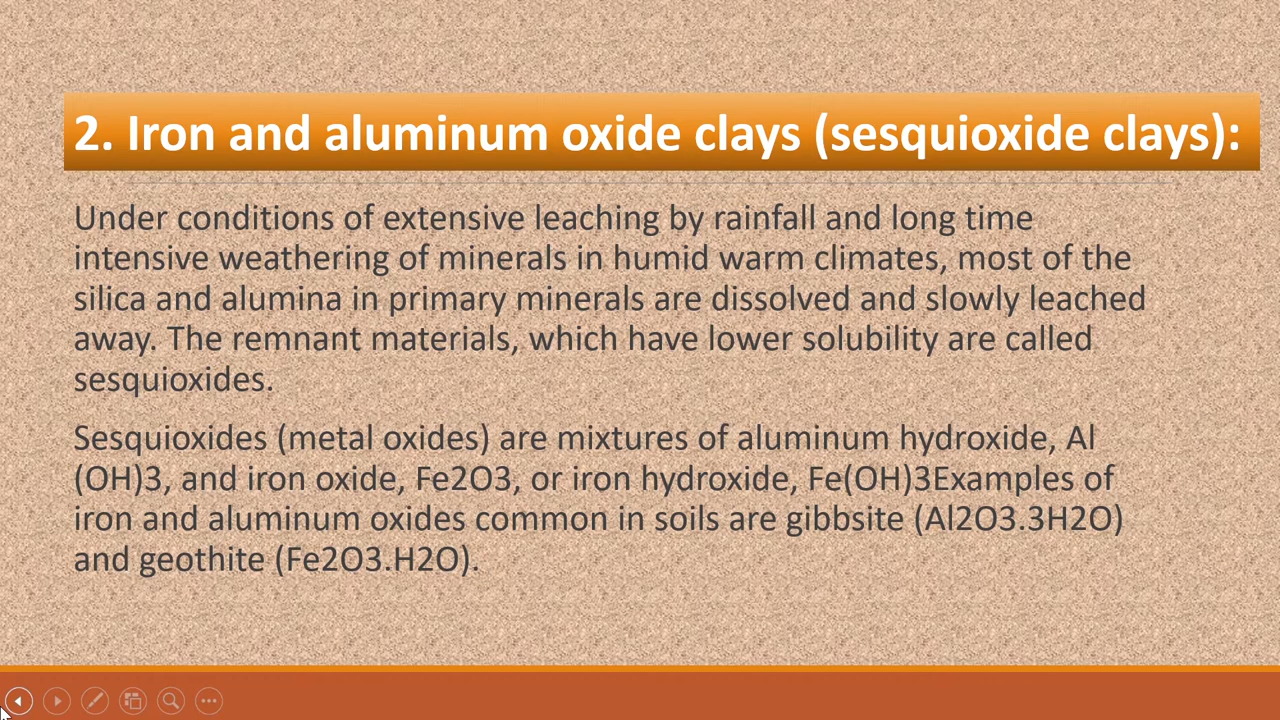 2. Iron and aluminum oxide clays (sesquioxide clays):
Under conditions of extensive leaching by rainfall and long time
intensive weathering of minerals in humid warm climates, most of the
silica and alumina in primary minerals are dissolved and slowly leached
away. The remnant materials, which have lower solubility are called
sesquioxides.
Sesquioxides (metal oxides) are mixtures of aluminum hydroxide, Al
(OH)3, and iron oxide, Fe2O3, or iron hydroxide, Fe(OH)3Examples of
iron and aluminum oxides common in soils are gibbsite (Al2O3.3H2O)
and geothite (Fe2O3.H2O).